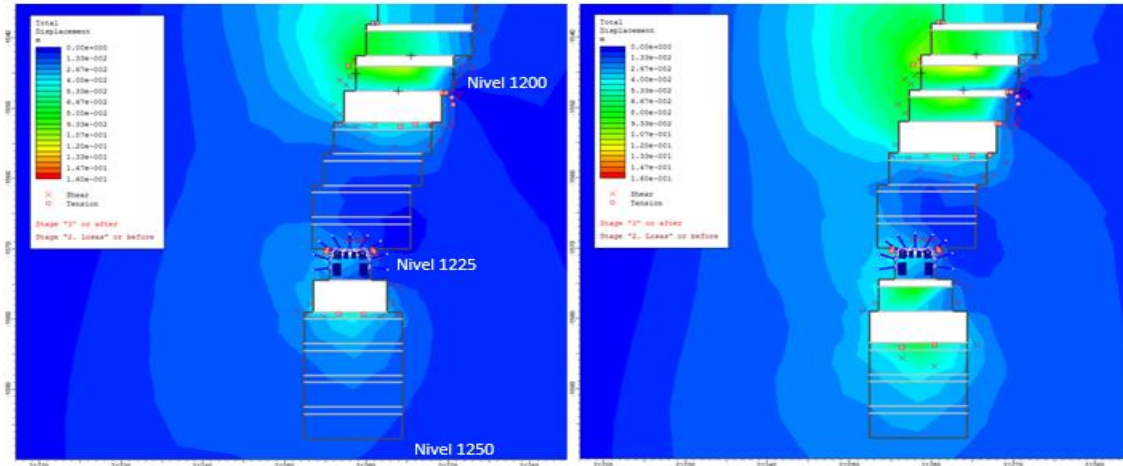 Total
Displacement
m
0.00e+000
1.33e-002
2.67e-002
4.00e-002
5.33e-002
6.67e-002
8.00e-002
9.33e-002
1.07e-001
1.20e-001
1.33e-001
1.47e-001
1.60e-001
Shear
Tension
Stage "3" or after
Stage "2. Losas" or before
Nivel 1200
Nivel 1225
Nivel 1250
Total
Displacement
m
0.00e+000
1.33e-002
2.67e-002
4.00e-002
5.33e-002
6.67e-002
8.00e-002
9.33e-002
1.07e-001
1.20e-001
1.33e-001
1.47e-001
1.60e-001
Shear
Tension
Stage "3" or after
Stage "2. Losas" or before